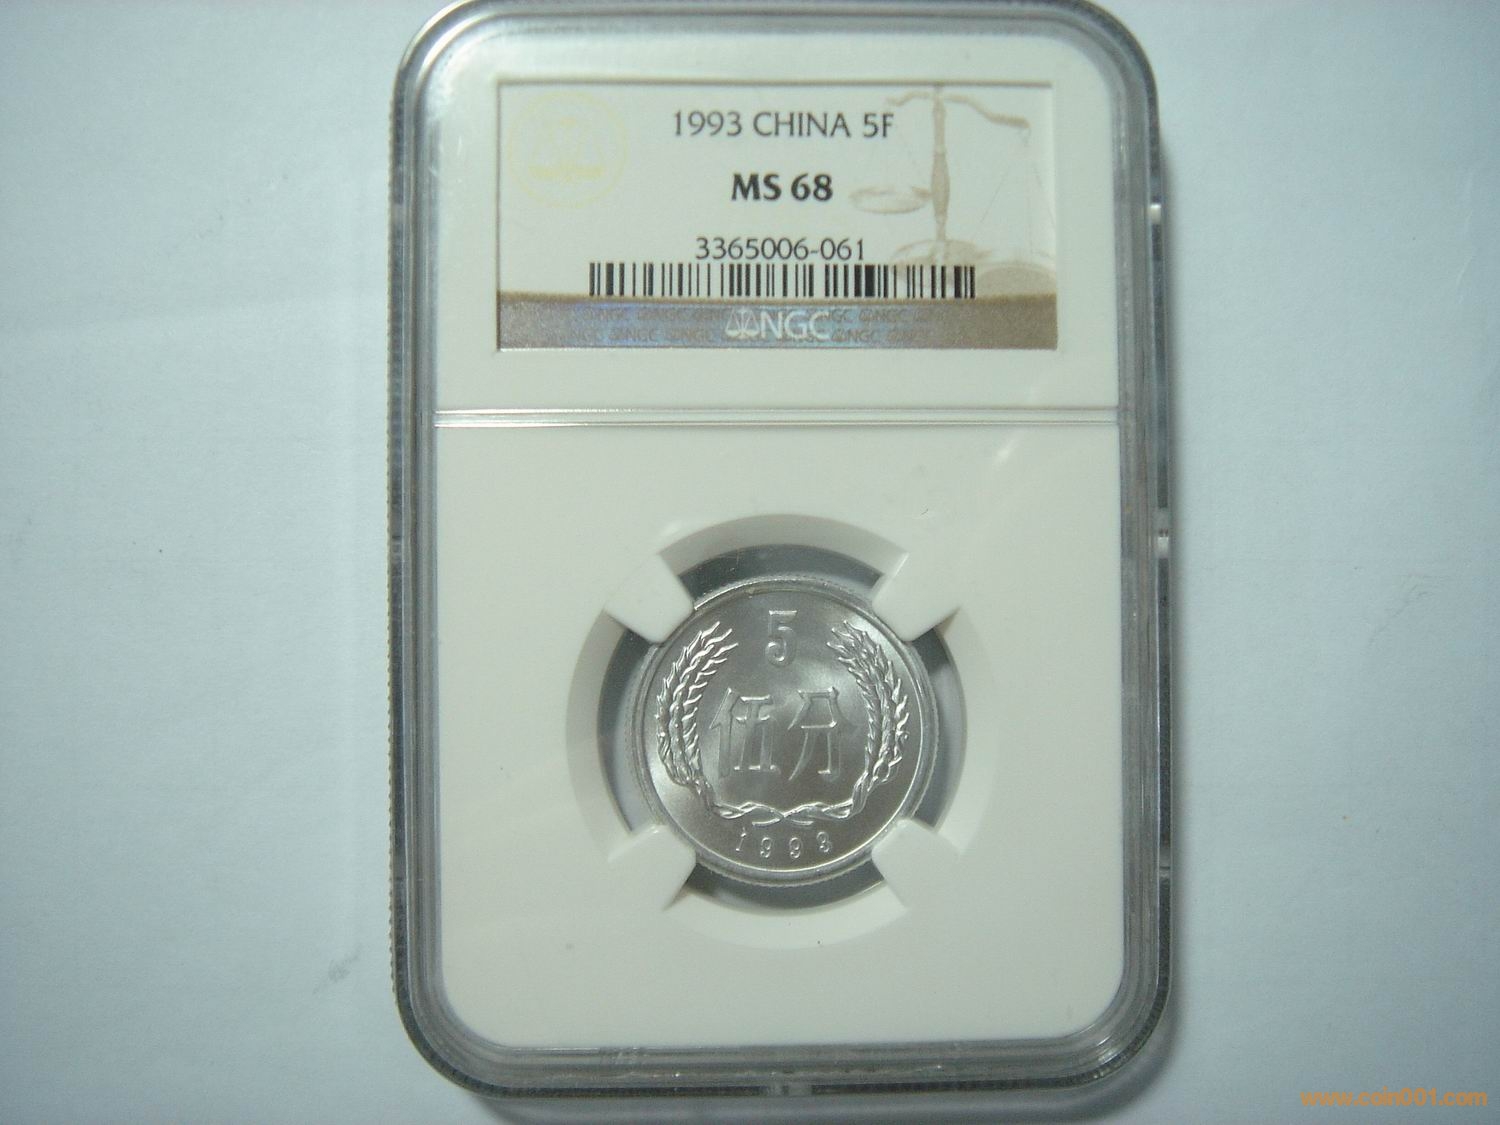 1993 CHINA 5F
MS 68
3365006-061
NGC
5
伍分
1993
www.coin001.com